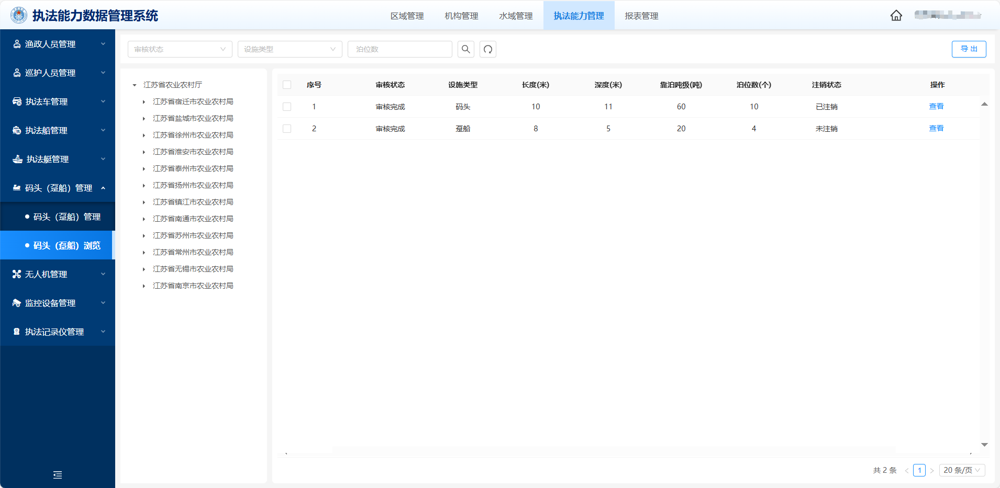 执法能力数据管理系统
区域管理 机构管理 水域管理 执法能力管理 报表管理
渔政人员管理
巡护人员管理
执法车管理
执法船管理
执法艇管理
码头（趸船）管理
码头（趸船）管理
码头（趸船）浏览
无人机管理
监控设备管理
执法记录仪管理
审核状态 设施类型 泊位数 导 出
江苏省农业农村厅
江苏省宿迁市农业农村局
江苏省盐城市农业农村局
江苏省徐州市农业农村局
江苏省淮安市农业农村局
江苏省泰州市农业农村局
江苏省扬州市农业农村局
江苏省镇江市农业农村局
江苏省南通市农业农村局
江苏省苏州市农业农村局
江苏省常州市农业农村局
江苏省无锡市农业农村局
江苏省南京市农业农村局
序号 审核状态 设施类型 长度(米) 深度(米) 靠泊吨级(吨) 泊位数(个) 注销状态 操作
1 审核完成 码头 10 11 60 10 已注销 查看
2 审核完成 趸船 8 5 20 4 未注销 查看
共 2 条 < 1 > 20 条/页